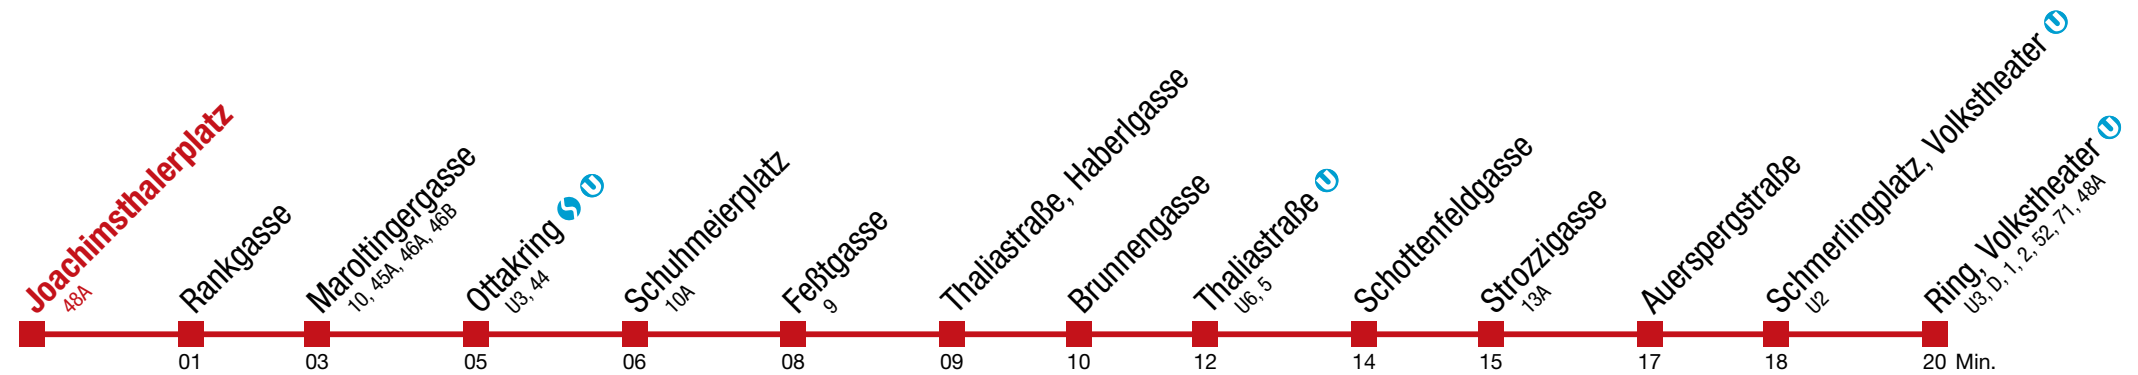 Joachimsthalerplatz
48A
Rankgasse
Maroltingergasse
10, 45A, 46A, 46B
Ottakring
U3, 44
Schuhmeierplatz
10A
Feßtgasse
9
Thaliastraße, Haberlgasse
Brunnengasse
Thaliastraße U
U6, 5
Schottenfeldgasse
Strozzigasse
13A
Auerspergstraße
Schmerlingplatz, Volkstheater U
U2
Ring, Volkstheater U
U3, D, 1, 2, 52, 71, 48A
01 03 05 06 08 09 10 12 14 15 17 18 20 Min.